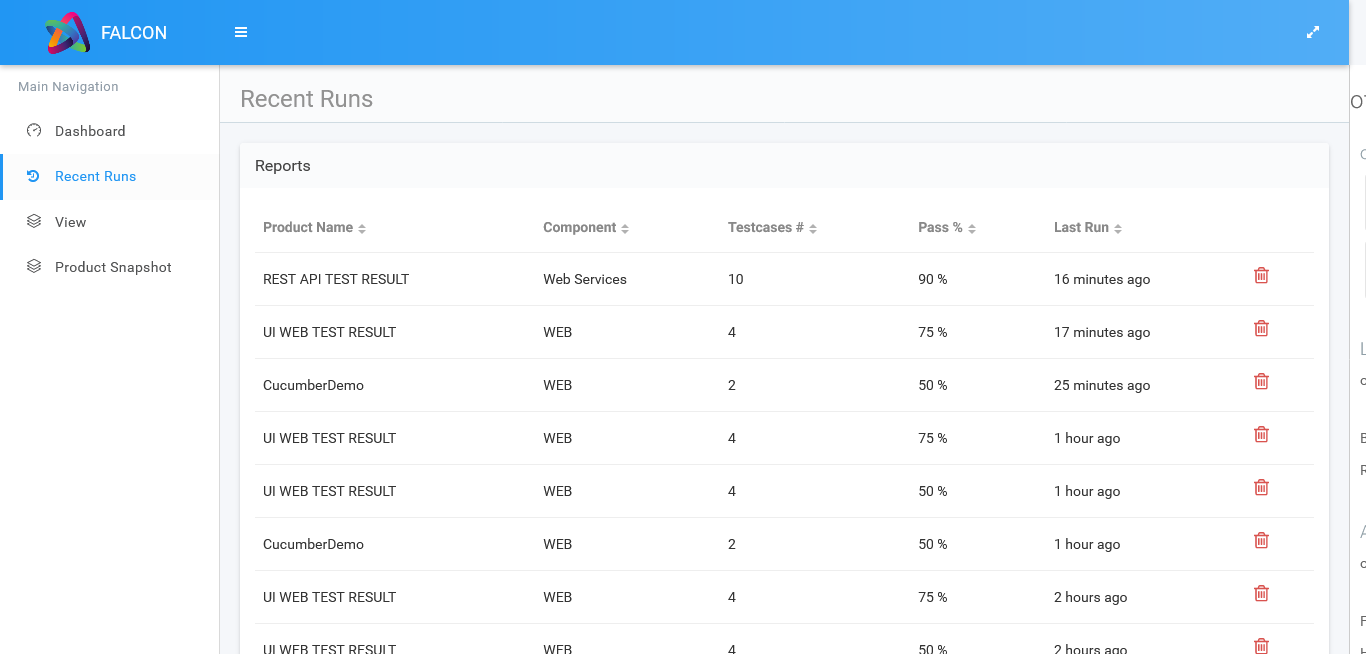 FALCON
Main Navigation
Dashboard
Recent Runs
View
Product Snapshot
Recent Runs
Reports
Product Name Component Testcases # Pass % Last Run
REST API TEST RESULT Web Services 10 90 % 16 minutes ago
UI WEB TEST RESULT WEB 4 75 % 17 minutes ago
CucumberDemo WEB 2 50 % 25 minutes ago
UI WEB TEST RESULT WEB 4 75 % 1 hour ago
UI WEB TEST RESULT WEB 4 50 % 1 hour ago
CucumberDemo WEB 2 50 % 1 hour ago
UI WEB TEST RESULT WEB 4 75 % 2 hours ago
UI WEB TEST RESULT WEB 4 50 % 2 hours ago